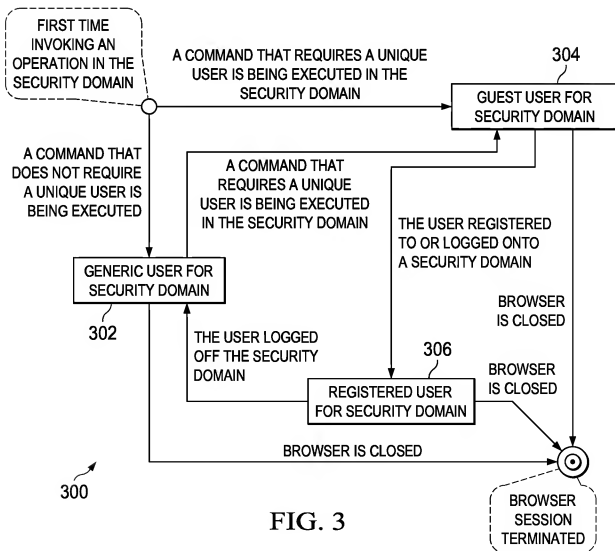 FIRST TIME
INVOKING AN
OPERATION IN THE
SECURITY DOMAIN
A COMMAND THAT REQUIRES A UNIQUE
USER IS BEING EXECUTED IN THE
SECURITY DOMAIN
304
GUEST USER FOR
SECURITY DOMAIN
A COMMAND THAT
DOES NOT REQUIRE
A UNIQUE USER IS
BEING EXECUTED
A COMMAND THAT
REQUIRES A UNIQUE
USER IS BEING EXECUTED
IN THE SECURITY DOMAIN
THE USER REGISTERED
TO OR LOGGED ONTO
A SECURITY DOMAIN
GENERIC USER FOR
SECURITY DOMAIN
302
BROWSER
IS CLOSED
THE USER LOGGED
OFF THE SECURITY
DOMAIN
306
REGISTERED USER
FOR SECURITY DOMAIN
BROWSER
IS CLOSED
BROWSER IS CLOSED
300
FIG. 3
BROWSER
SESSION
TERMINATED